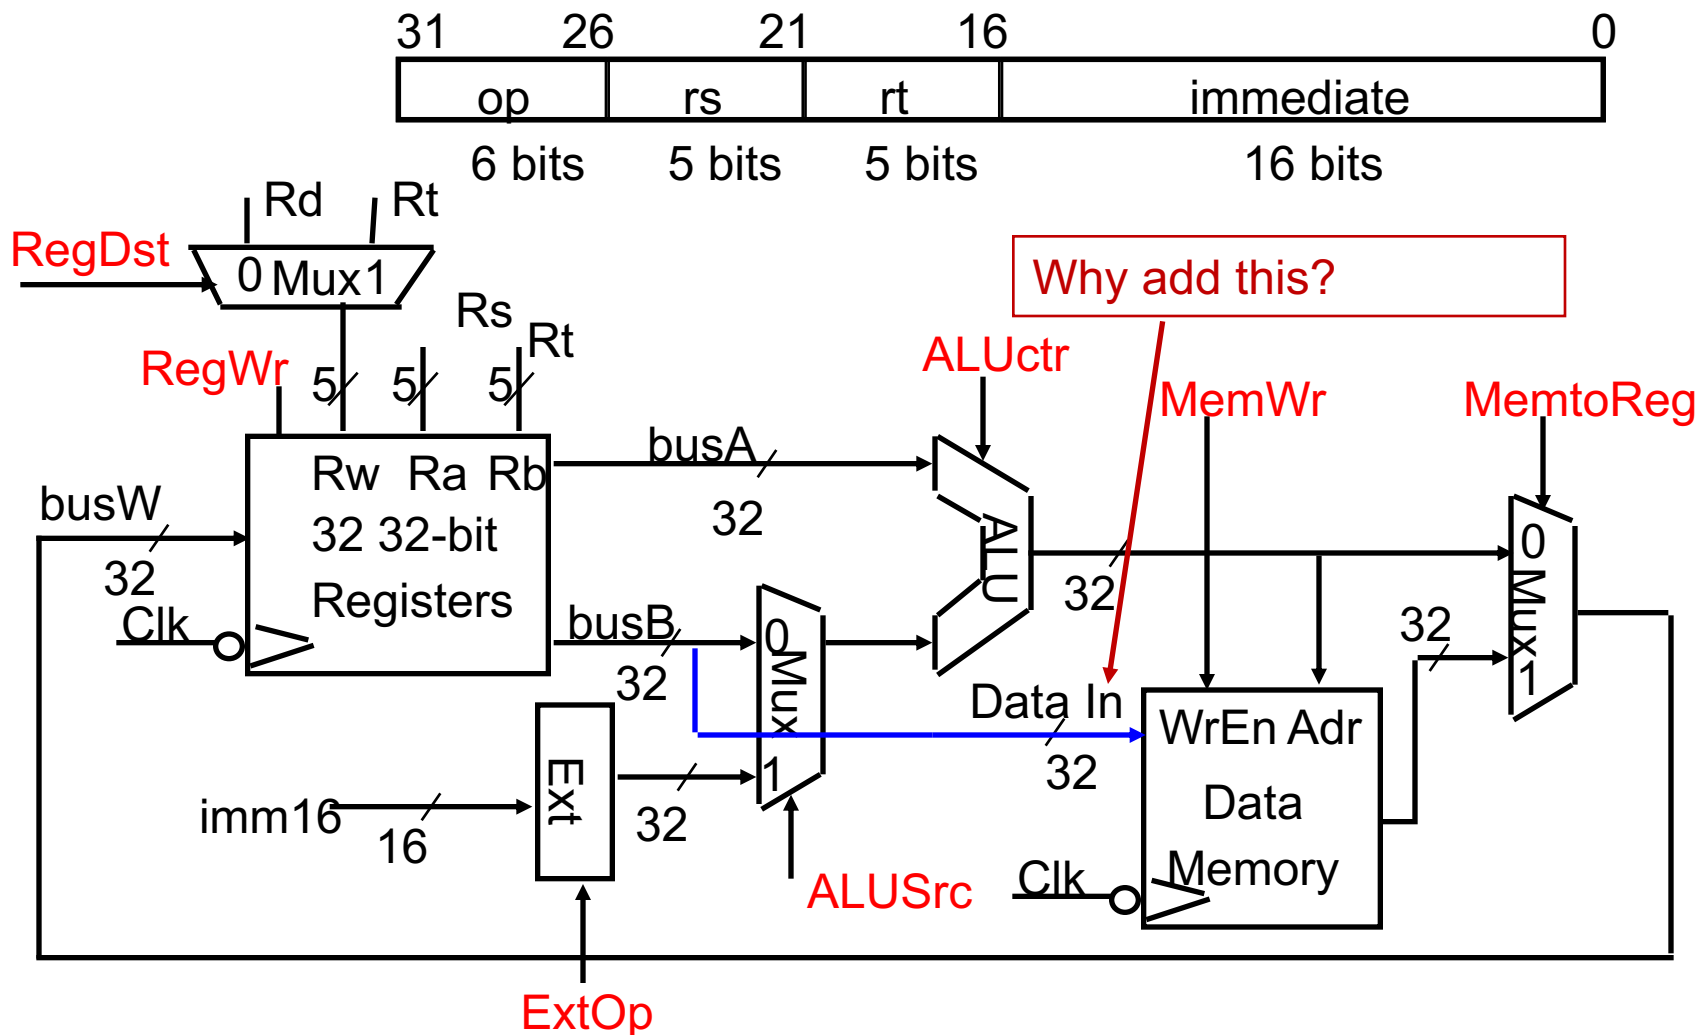 31 26 21 16 0
op rs rt immediate
6 bits 5 bits 5 bits 16 bits
Rd Rt
RegDst
0 Mux 1
Why add this?
Rs
Rt
RegWr
ALUctr
5 5 5
MemWr
MemtoReg
busA
Rw Ra Rb
busW
32
32 32-bit
ALU
0
32
32
Mux
Registers
Clk
busB
0
32
1
32
Mux
Data In
WrEn Adr
32
1
Ext
Data
imm16
16
32
Memory
Clk
ALUSrc
ExtOp